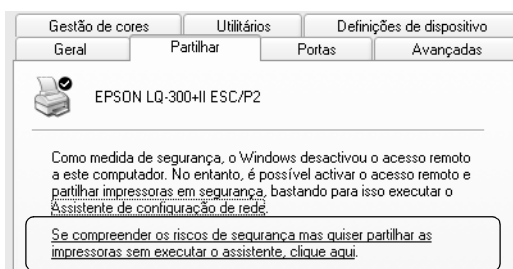 Gestão de cores Utilitários Definições de dispositivo
Geral Partilhar Portas Avançadas
EPSON LQ-300+II ESC/P2
Como medida de segurança, o Windows desactivou o acesso remoto
a este computador. No entanto, é possível activar o acesso remoto e
partilhar impressoras em segurança, bastando para isso executar o
Assistente de configuração de rede.
Se compreender os riscos de segurança mas quiser partilhar as
impressoras sem executar o assistente, clique aqui.